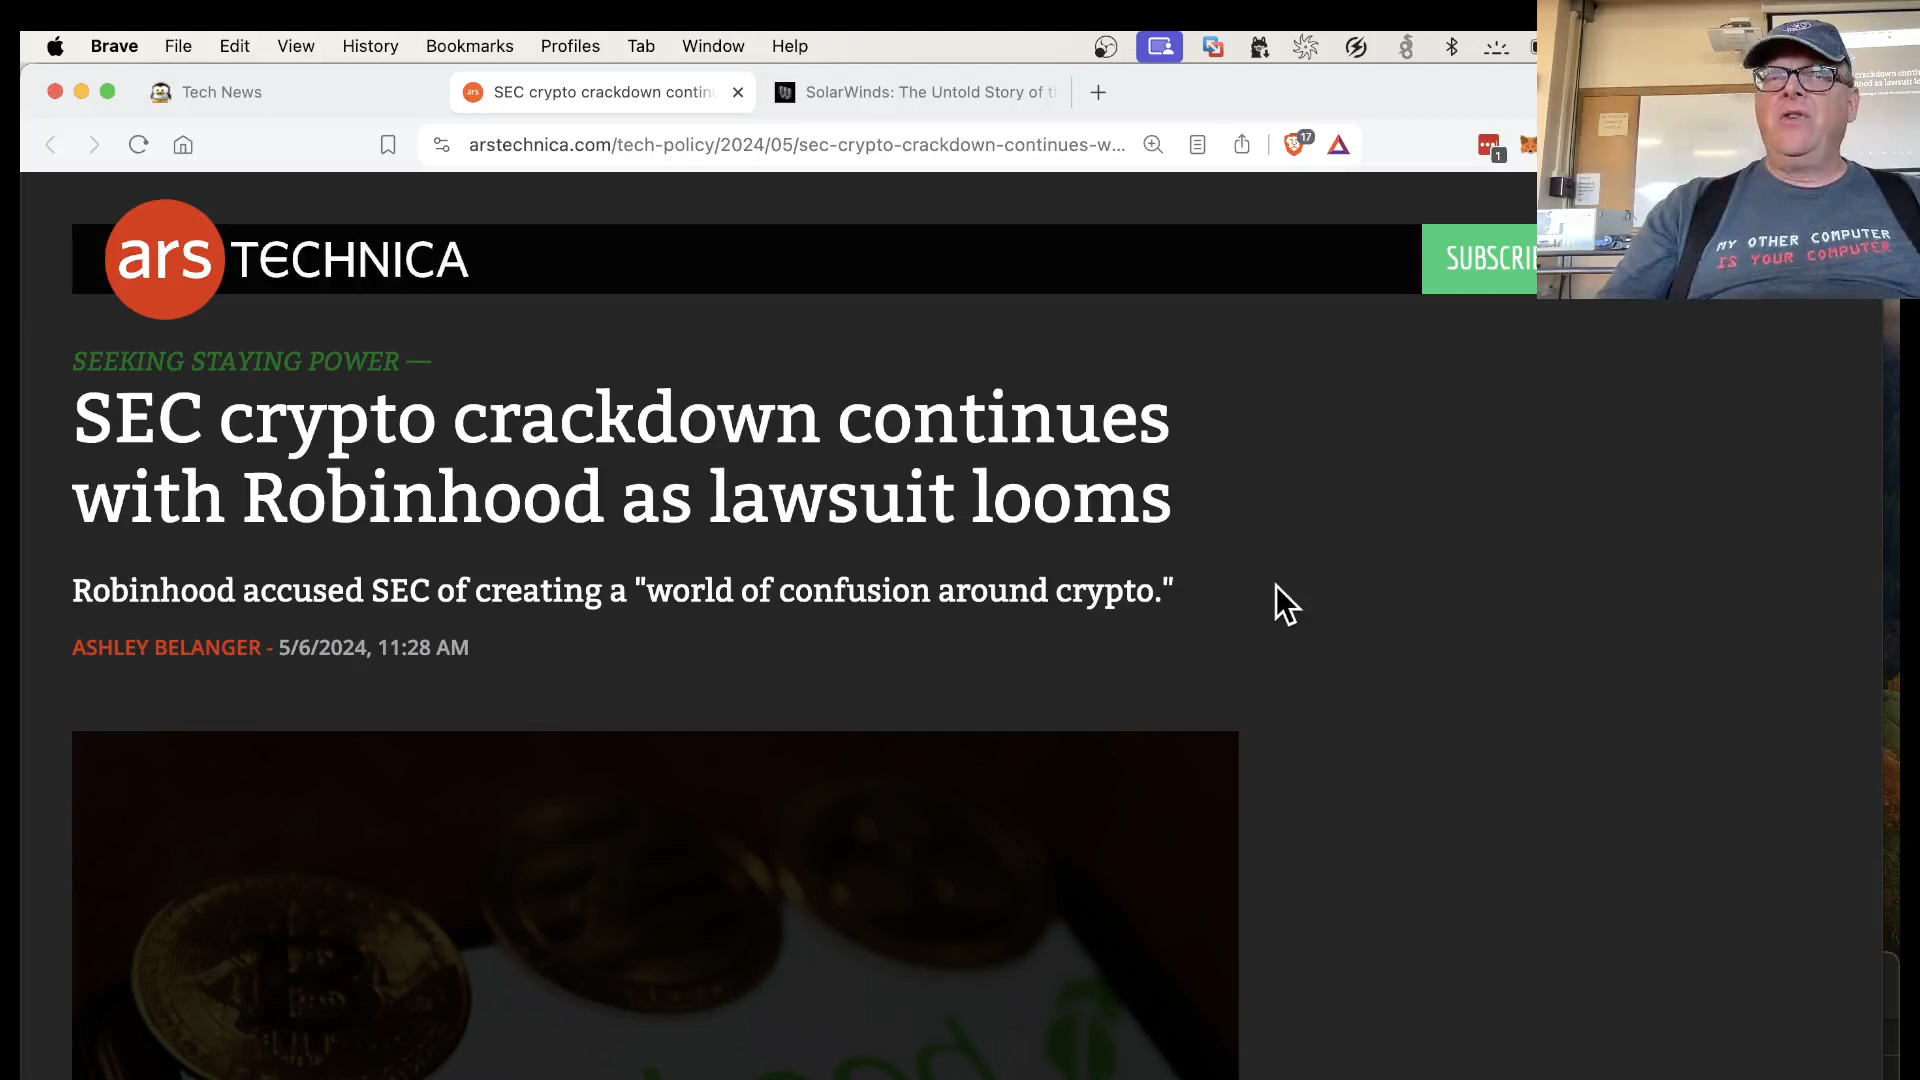 Brave File Edit View History Bookmarks Profiles Tab Window Help
Tech News
SEC crypto crackdown contin
SolarWinds: The Untold Story of t
arstechnica.com/tech-policy/2024/05/sec-crypto-crackdown-continues-w...
17
1
ars TECHNICA
SUBSCRI
SEEKING STAYING POWER —
SEC crypto crackdown continues
with Robinhood as lawsuit looms
Robinhood accused SEC of creating a "world of confusion around crypto."
ASHLEY BELANGER - 5/6/2024, 11:28 AM
MY OTHER COMPUTER
IS YOUR COMPUTER